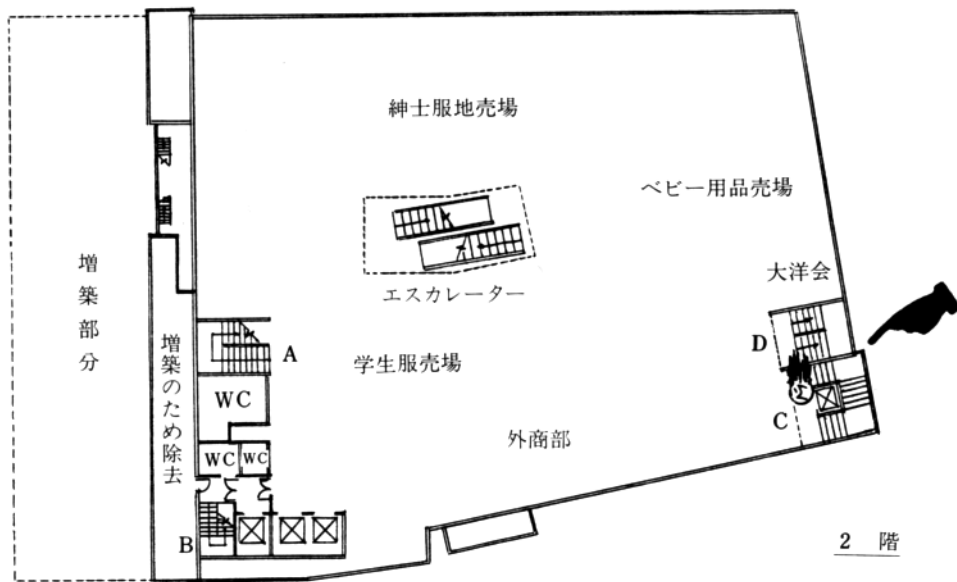 紳士服地売場
ベビー用品売場
増築部分
エスカレーター
大洋会
増築のため除去
A
学生服売場
D
WC
C
外商部
WC
WC
B
2 階